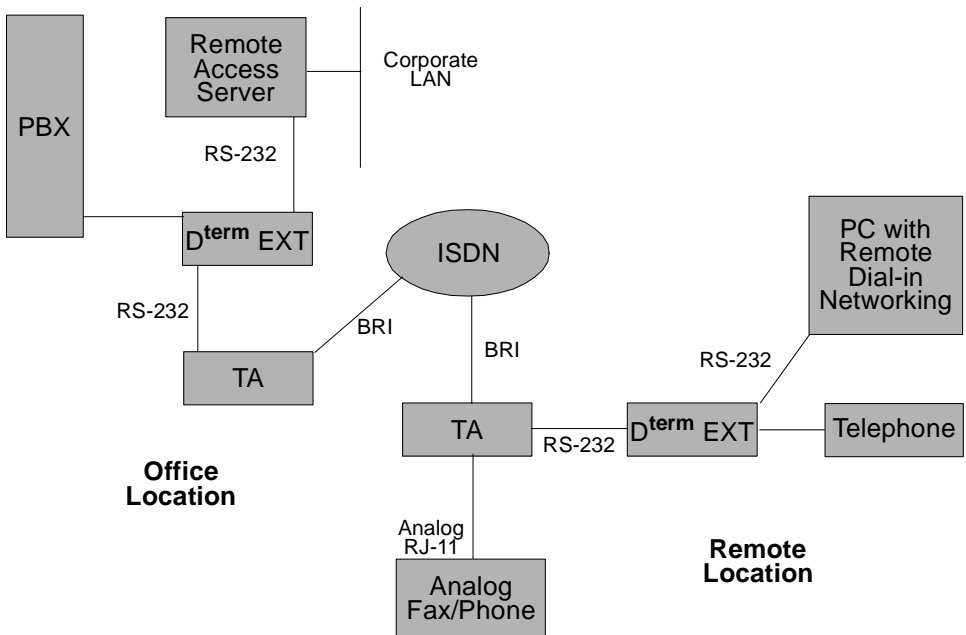 PBX
Remote
Access
Server
Corporate
LAN
RS-232
Dterm EXT
RS-232
TA
BRI
ISDN
BRI
PC with
Remote
Dial-in
Networking
RS-232
TA
RS-232
Dterm EXT
Telephone
Office
Location
Analog
RJ-11
Analog
Fax/Phone
Remote
Location